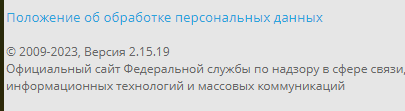 Положение об обработке персональных данных
© 2009-2023, Версия 2.15.19
Официальный сайт Федеральной службы по надзору в сфере связи,
информационных технологий и массовых коммуникаций